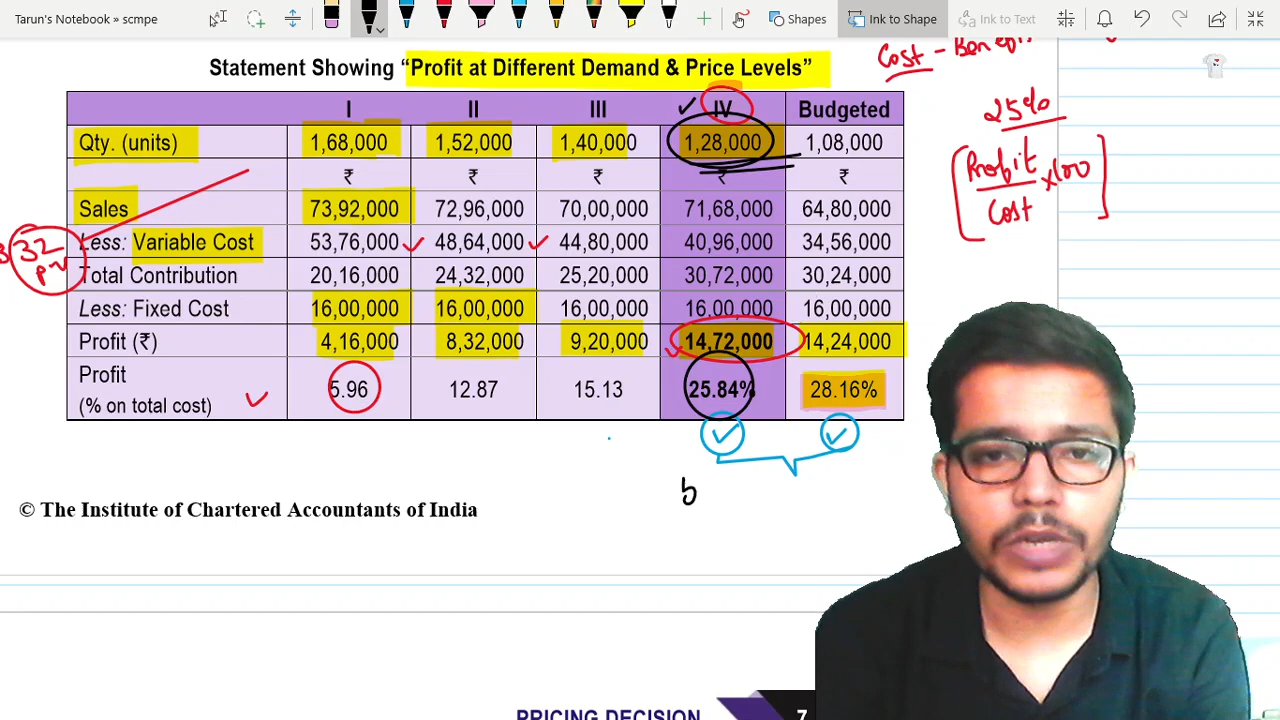 Tarun's Notebook » scmpe
Shapes
Ink to Shape
Ink to Text
Statement Showing “Profit at Different Demand & Price Levels”
Cost - Benefit
25%
[Profit / Cost x100]
I II III IV Budgeted
Qty. (units) 1,68,000 1,52,000 1,40,000 1,28,000 1,08,000
₹ ₹ ₹ ₹ ₹
Sales 73,92,000 72,96,000 70,00,000 71,68,000 64,80,000
Less: Variable Cost 53,76,000 48,64,000 44,80,000 40,96,000 34,56,000
32
pu
Total Contribution 20,16,000 24,32,000 25,20,000 30,72,000 30,24,000
Less: Fixed Cost 16,00,000 16,00,000 16,00,000 16,00,000 16,00,000
Profit (₹) 4,16,000 8,32,000 9,20,000 14,72,000 14,24,000
Profit
(% on total cost) 5.96 12.87 15.13 25.84% 28.16%
b
© The Institute of Chartered Accountants of India
PRICING DECISION 7